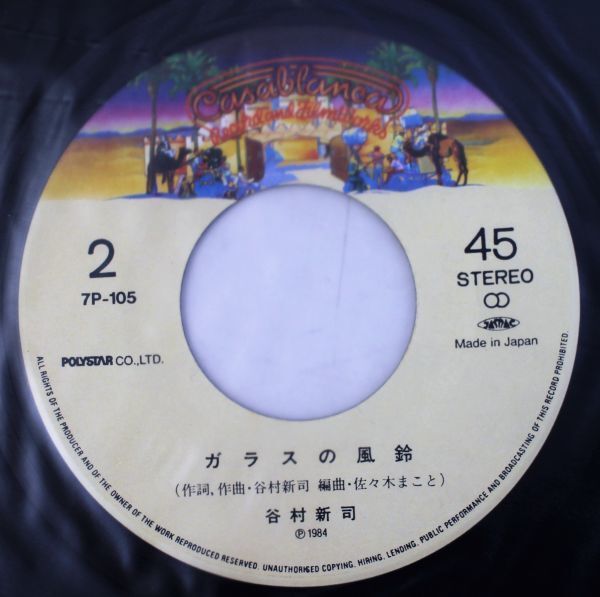 Casablanca
Record and FilmWorks
2
7P-105
45
STEREO
JASRAC
Made in Japan
POLYSTAR CO.,LTD.
ガラスの風鈴
(作詞,作曲・谷村新司 編曲・佐々木まこと)
谷村新司
Ⓟ1984
ALL RIGHTS OF THE PRODUCER AND OF THE OWNER OF THE WORK REPRODUCED RESERVED. UNAUTHORISED COPYING. HIRING. LENDING. PUBLIC PERFORMANCE AND BROADCASTING OF THIS RECORD PROHIBITED.